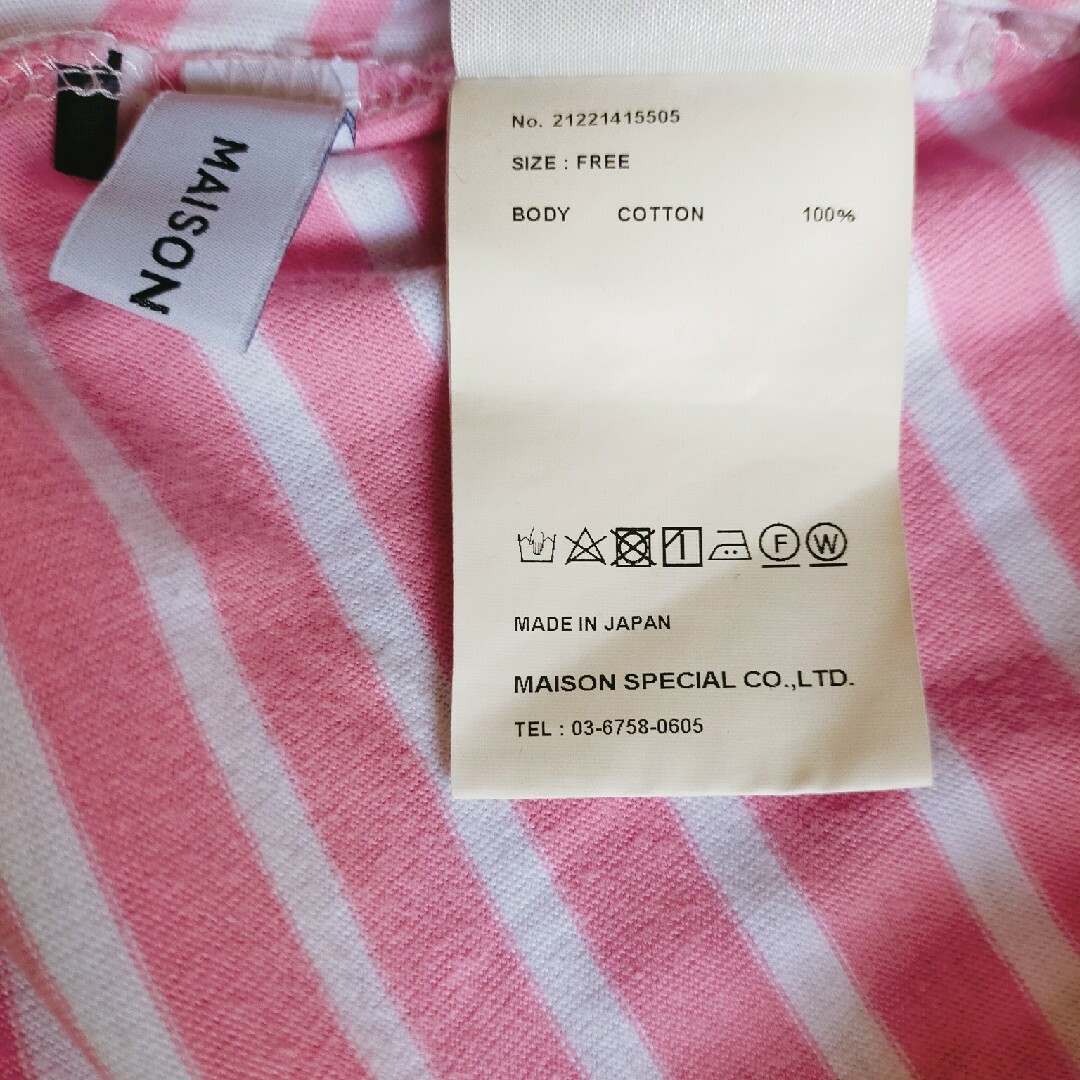 MAISON
No. 21221415505
SIZE : FREE
BODY COTTON 100%
F W
MADE IN JAPAN
MAISON SPECIAL CO.,LTD.
TEL : 03-6758-0605